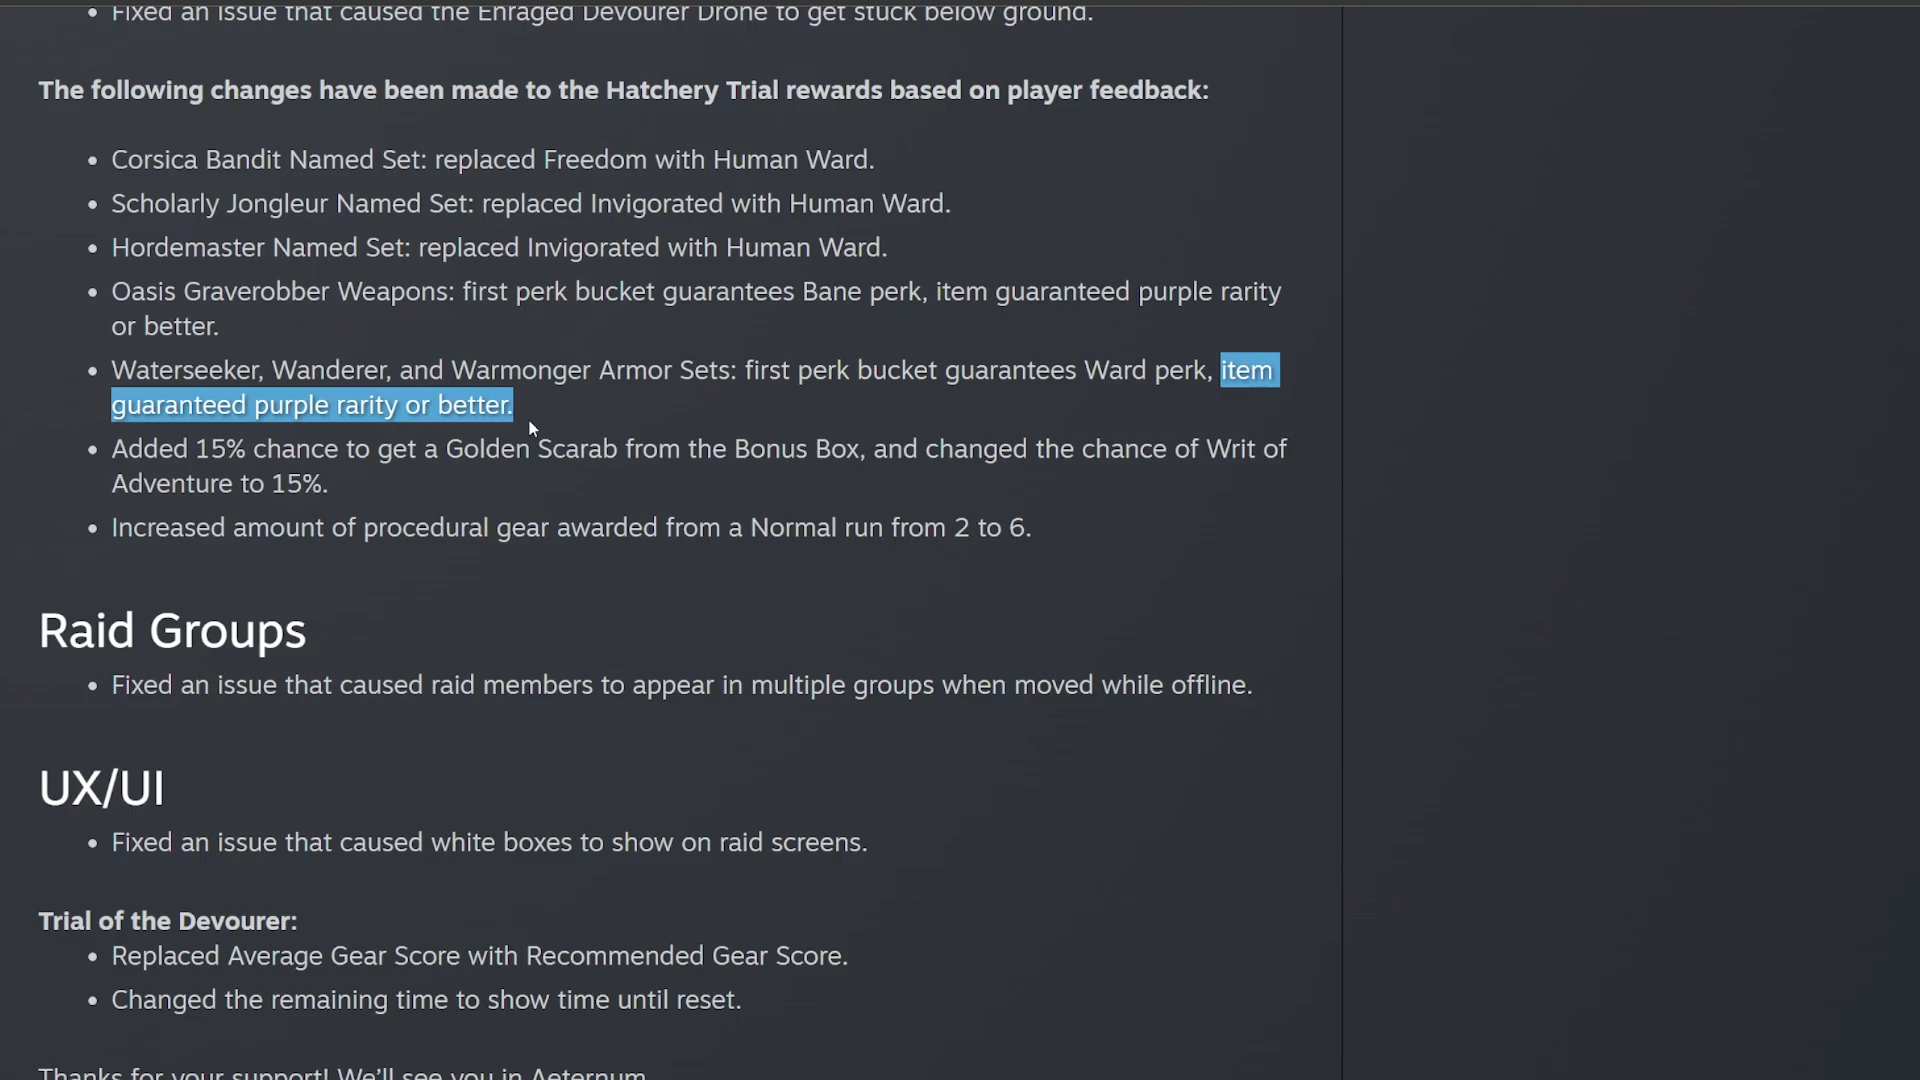 Fixed an issue that caused the Enraged Devourer Drone to get stuck below ground.
The following changes have been made to the Hatchery Trial rewards based on player feedback:
Corsica Bandit Named Set: replaced Freedom with Human Ward.
Scholarly Jongleur Named Set: replaced Invigorated with Human Ward.
Hordemaster Named Set: replaced Invigorated with Human Ward.
Oasis Graverobber Weapons: first perk bucket guarantees Bane perk, item guaranteed purple rarity
or better.
Waterseeker, Wanderer, and Warmonger Armor Sets: first perk bucket guarantees Ward perk, item
guaranteed purple rarity or better.
Added 15% chance to get a Golden Scarab from the Bonus Box, and changed the chance of Writ of
Adventure to 15%.
Increased amount of procedural gear awarded from a Normal run from 2 to 6.
Raid Groups
Fixed an issue that caused raid members to appear in multiple groups when moved while offline.
UX/UI
Fixed an issue that caused white boxes to show on raid screens.
Trial of the Devourer:
Replaced Average Gear Score with Recommended Gear Score.
Changed the remaining time to show time until reset.
Thanks for your support! We'll see you in Aeternum